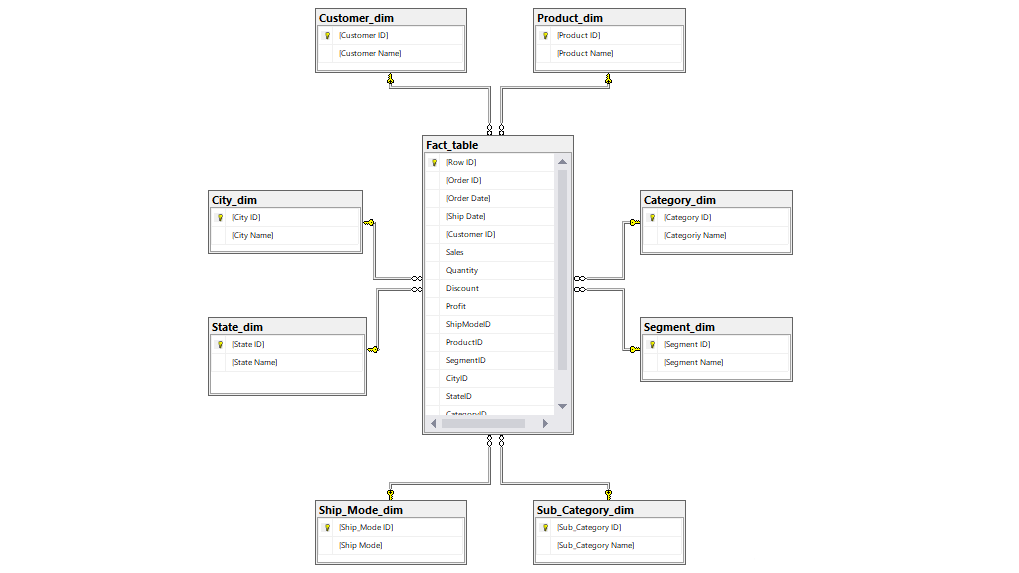 Customer_dim
[Customer ID]
[Customer Name]
Product_dim
[Product ID]
[Product Name]
Fact_table
[Row ID]
[Order ID]
[Order Date]
[Ship Date]
[Customer ID]
Sales
Quantity
Discount
Profit
ShipModeID
ProductID
SegmentID
CityID
StateID
CategoryID
City_dim
[City ID]
[City Name]
Category_dim
[Category ID]
[Categoriy Name]
State_dim
[State ID]
[State Name]
Segment_dim
[Segment ID]
[Segment Name]
Ship_Mode_dim
[Ship_Mode ID]
[Ship Mode]
Sub_Category_dim
[Sub_Category ID]
[Sub_Category Name]